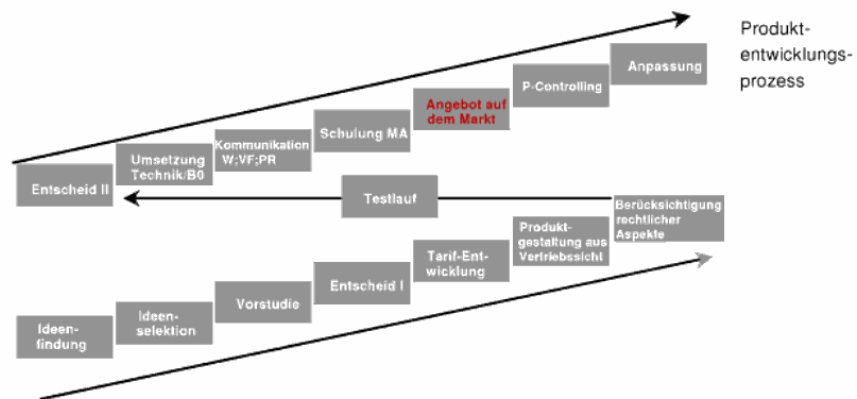 Produkt-
entwicklungs-
prozess
Anpassung
P-Controlling
Angebot auf
dem Markt
Schulung MA
Kommunikation
W;VF;PR
Umsetzung
Technik/B0
Entscheid II
Testlauf
Berücksichtigung
rechtlicher
Aspekte
Produkt-
gestaltung aus
Vertriebssicht
Tarif-Ent-
wicklung
Entscheid I
Vorstudie
Ideen-
selektion
Ideen-
findung